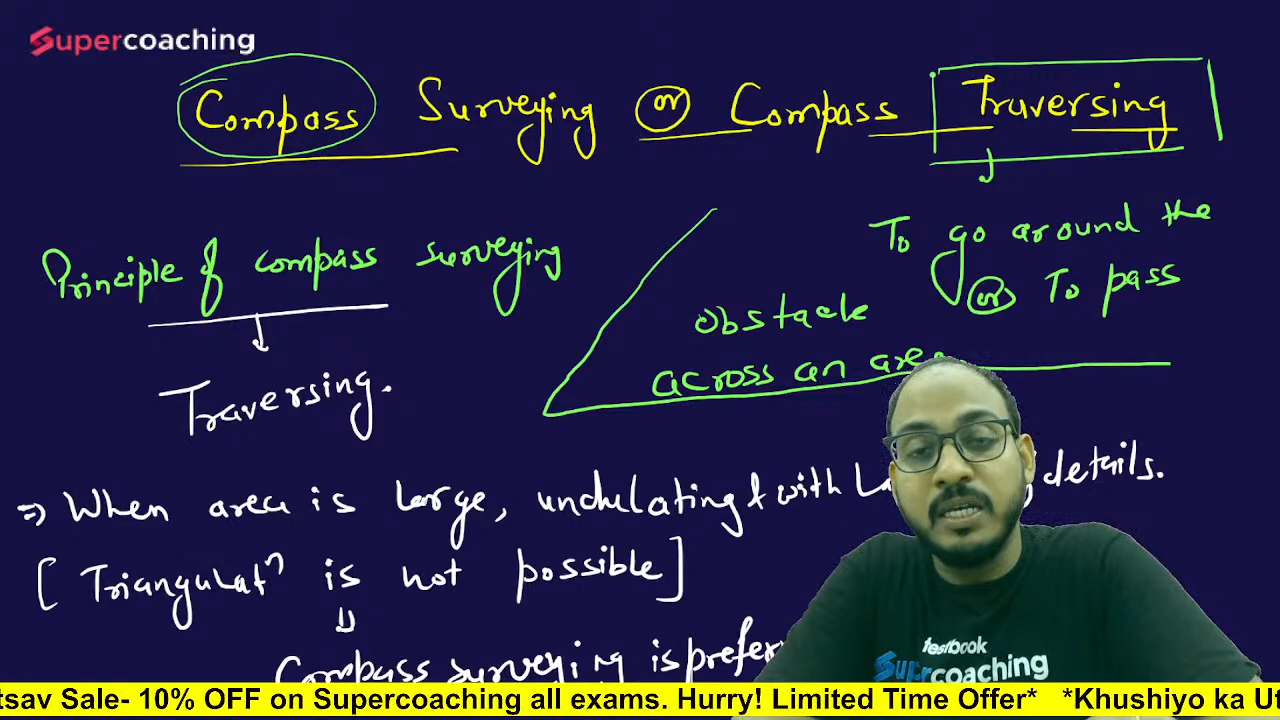 Supercoaching
Compass Surveying or Compass Traversing
To go around the
Principle of compass surveying
or To pass
obstacle
across an area
Traversing.
⇒ When area is large, undulating & with details.
[Triangulatⁿ is not possible]
Compass surveying is prefer
testbook
Supercoaching
tsav Sale- 10% OFF on Supercoaching all exams. Hurry! Limited Time Offer* *Khushiyo ka Ut